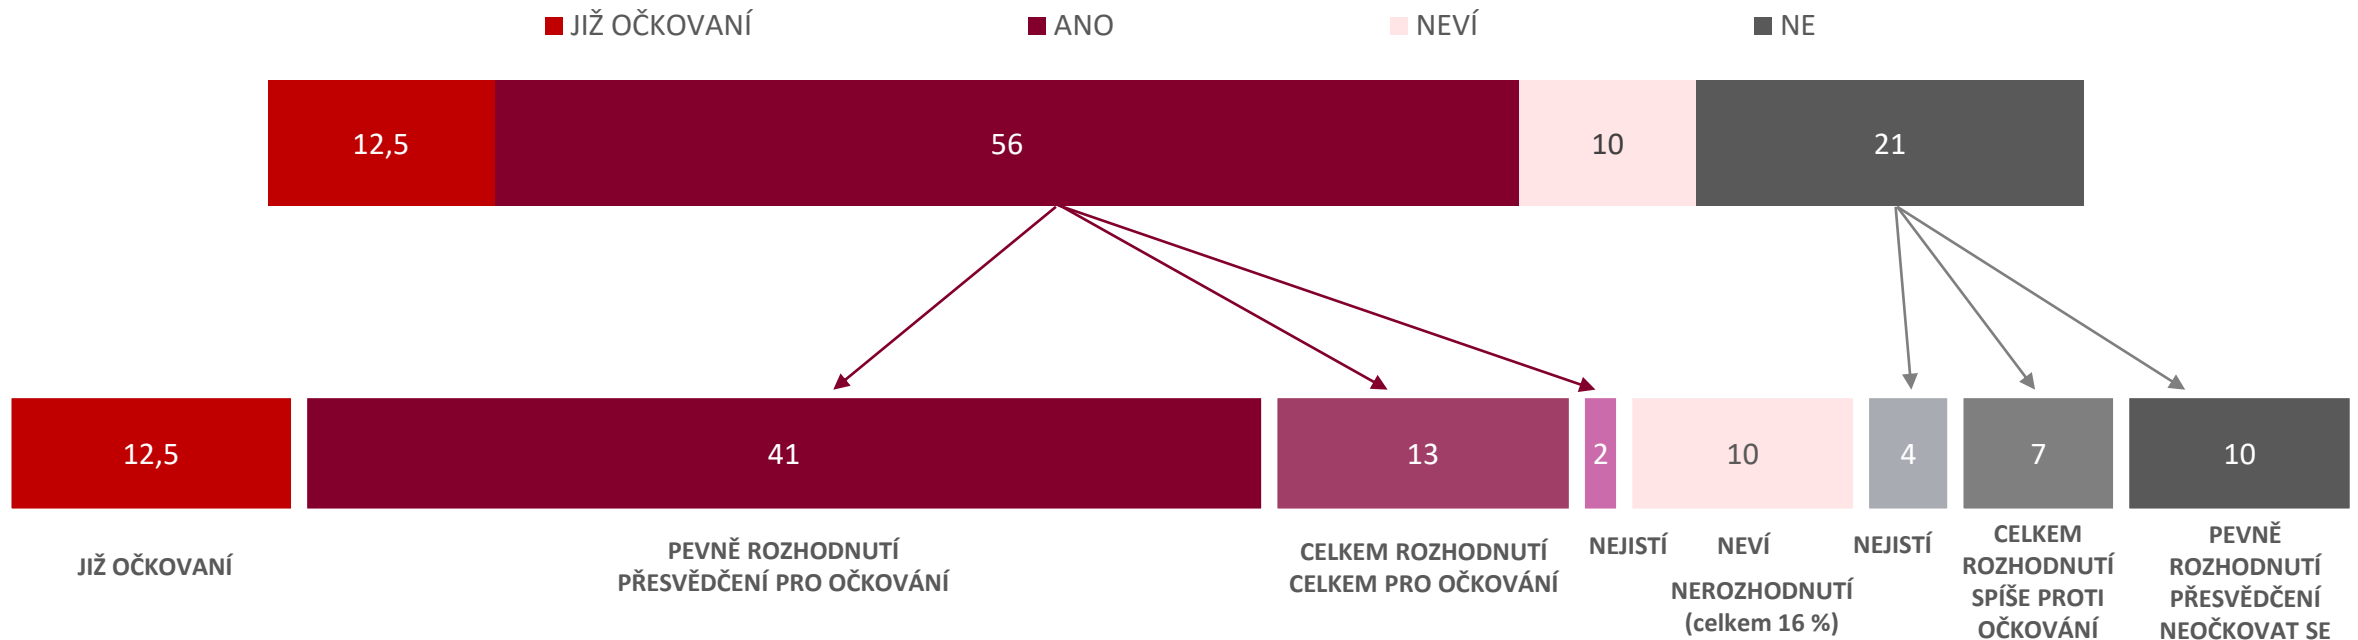 JIŽ OČKOVANÍ
ANO
NEVÍ
NE
12,5
56
10
21
12,5
41
13
2
10
4
7
10
JIŽ OČKOVANÍ
PEVNĚ ROZHODNUTÍ
PŘESVĚDČENÍ PRO OČKOVÁNÍ
CELKEM ROZHODNUTÍ
CELKEM PRO OČKOVÁNÍ
NEJISTÍ
NEVÍ
NEJISTÍ
NEROZHODNUTÍ
(celkem 16 %)
CELKEM
ROZHODNUTÍ
SPÍŠE PROTI
OČKOVÁNÍ
PEVNĚ
ROZHODNUTÍ
PŘESVĚDČENÍ
NEOČKOVAT SE